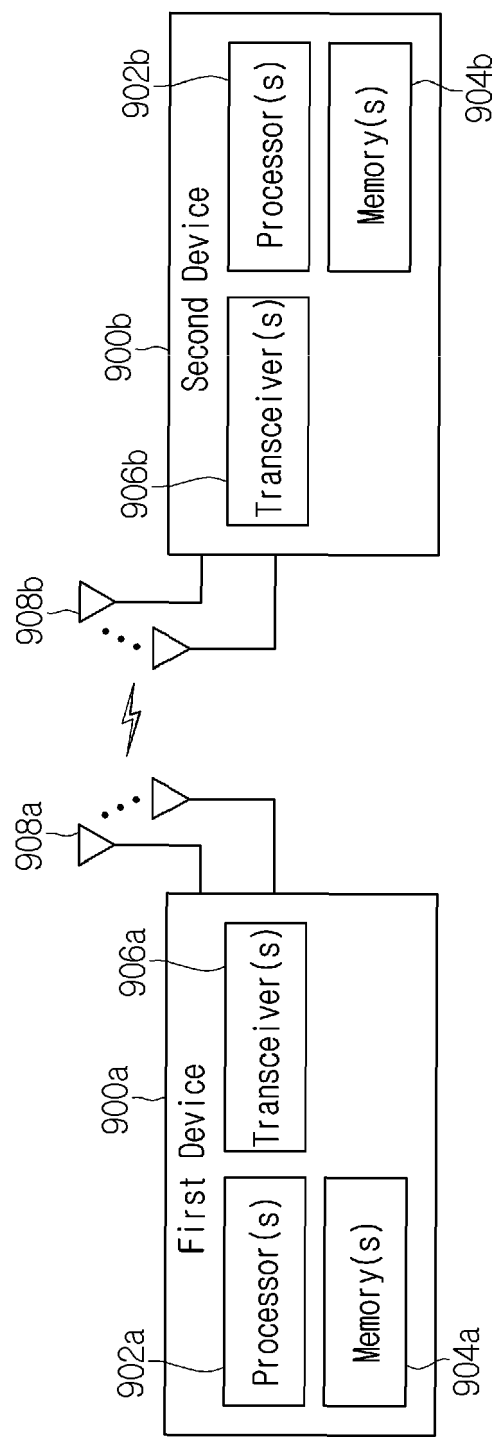 908a
908b
900a
900b
First Device
Second Device
902a
906a
906b
902b
Processor(s)
Transceiver(s)
Transceiver(s)
Processor(s)
Memory(s)
Memory(s)
904a
904b